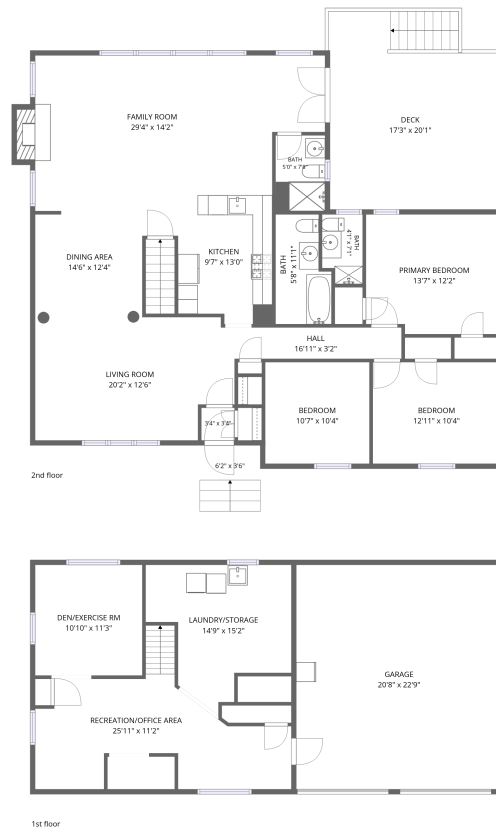 FAMILY ROOM
29'4" x 14'2"
DECK
17'3" x 20'1"
BATH
5'0" x 7'8"
DINING AREA
14'6" x 12'4"
KITCHEN
9'7" x 13'0"
BATH
5'8" x 11'1"
BATH
4'1" x 7'1"
PRIMARY BEDROOM
13'7" x 12'2"
HALL
16'11" x 3'2"
LIVING ROOM
20'2" x 12'6"
BEDROOM
10'7" x 10'4"
BEDROOM
12'11" x 10'4"
3'4" x 3'4"
6'2" x 3'6"
2nd floor
DEN/EXERCISE RM
10'10" x 11'3"
LAUNDRY/STORAGE
14'9" x 15'2"
GARAGE
20'8" x 22'9"
RECREATION/OFFICE AREA
25'11" x 11'2"
1st floor